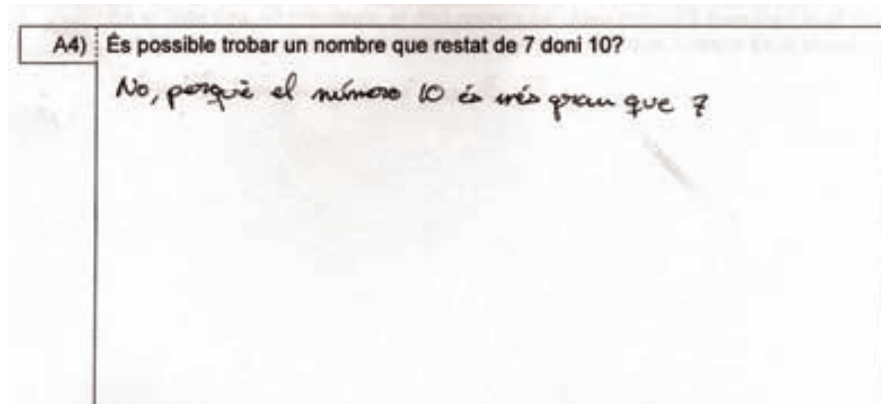 A4) És possible trobar un nombre que restat de 7 doni 10?
No, perquè el número 10 és més gran que 7